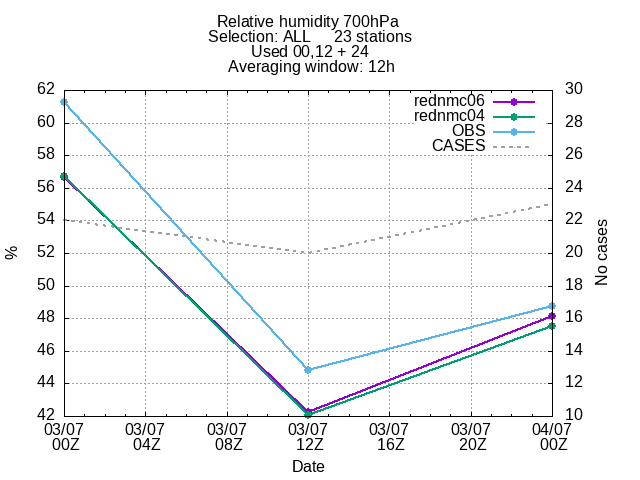 Relative humidity 700hPa
Selection: ALL 23 stations
Used 00,12 + 24
Averaging window: 12h
rednmc06
rednmc04
OBS
CASES
62
60
58
56
54
52
50
48
46
44
42
%
30
28
26
24
22
20
18
16
14
12
10
No cases
03/07 03/07 03/07 03/07 03/07 03/07 04/07
00Z 04Z 08Z 12Z 16Z 20Z 00Z
Date